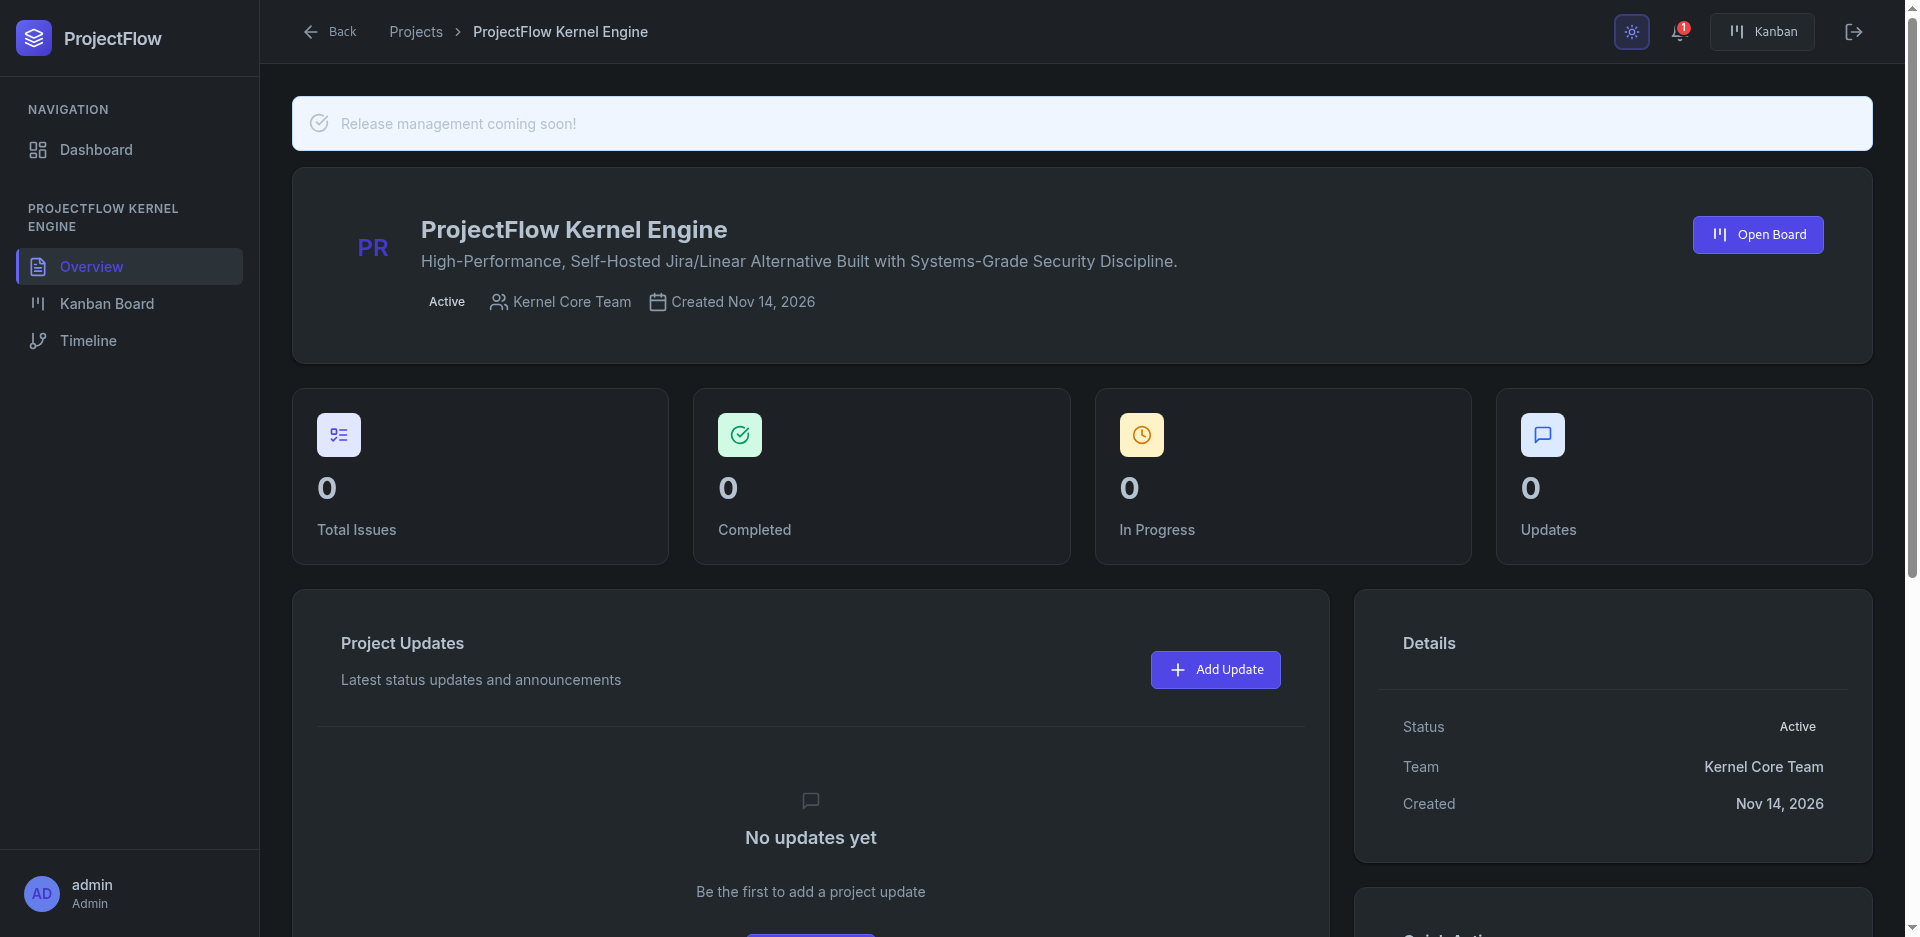 ProjectFlow
NAVIGATION
Dashboard
PROJECTFLOW KERNEL
ENGINE
Overview
Kanban Board
Timeline
AD
admin
Admin
Back
Projects > ProjectFlow Kernel Engine
1
Kanban
Release management coming soon!
PR
ProjectFlow Kernel Engine
High-Performance, Self-Hosted Jira/Linear Alternative Built with Systems-Grade Security Discipline.
Active
Kernel Core Team
Created Nov 14, 2026
Open Board
0
Total Issues
0
Completed
0
In Progress
0
Updates
Project Updates
Latest status updates and announcements
Add Update
No updates yet
Be the first to add a project update
Details
Status
Active
Team
Kernel Core Team
Created
Nov 14, 2026